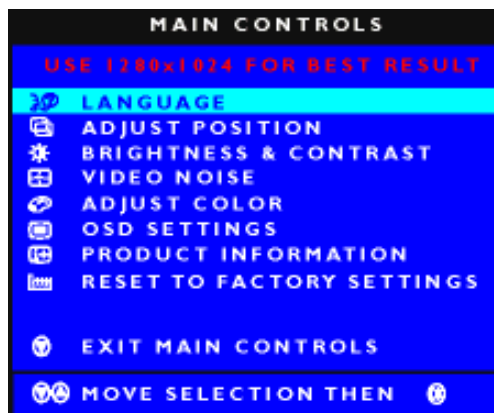 MAIN CONTROLS
USE 1280x1024 FOR BEST RESULT
LANGUAGE
ADJUST POSITION
BRIGHTNESS & CONTRAST
VIDEO NOISE
ADJUST COLOR
OSD SETTINGS
PRODUCT INFORMATION
RESET TO FACTORY SETTINGS
EXIT MAIN CONTROLS
MOVE SELECTION THEN